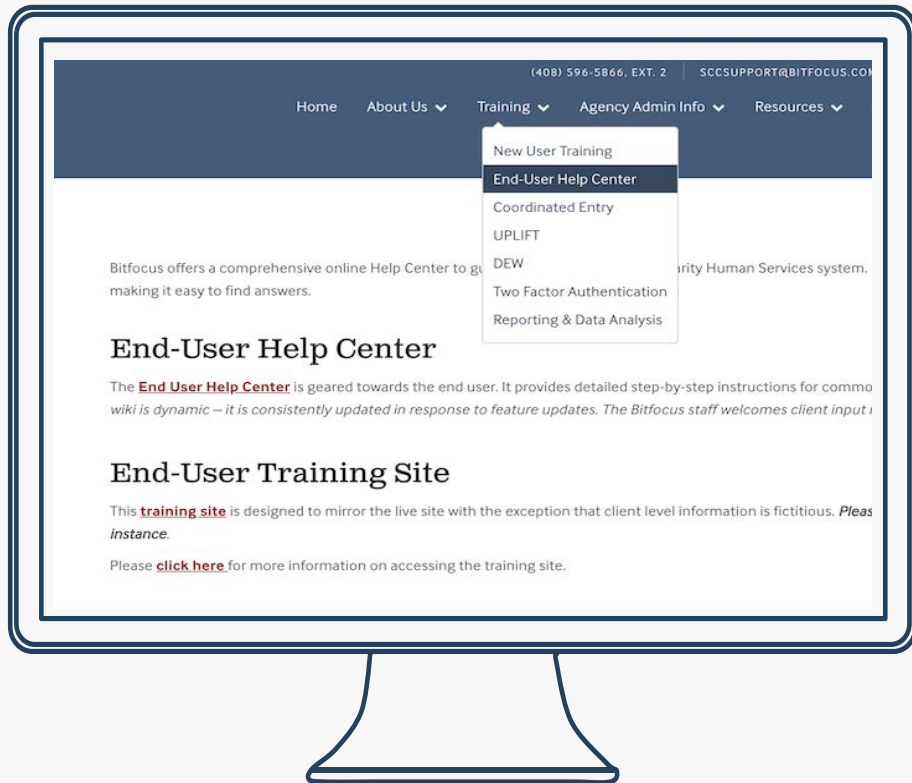 (408) 596-5866, EXT. 2 SCCSUPPORT@BITFOCUS.COM
Home About Us Training Agency Admin Info Resources
New User Training
End-User Help Center
Coordinated Entry
UPLIFT
DEW
Two Factor Authentication
Reporting & Data Analysis
Bitfocus offers a comprehensive online Help Center to Human Services system.
making it easy to find answers.
End-User Help Center
The End User Help Center is geared towards the end user. It provides detailed step-by-step instructions for
wiki is dynamic – it is consistently updated in response to feature updates. The Bitfocus staff welcomes client input
End-User Training Site
This training site is designed to mirror the live site with the exception that client level information is fictitious.
instance.
Please click here for more information on accessing the training site.